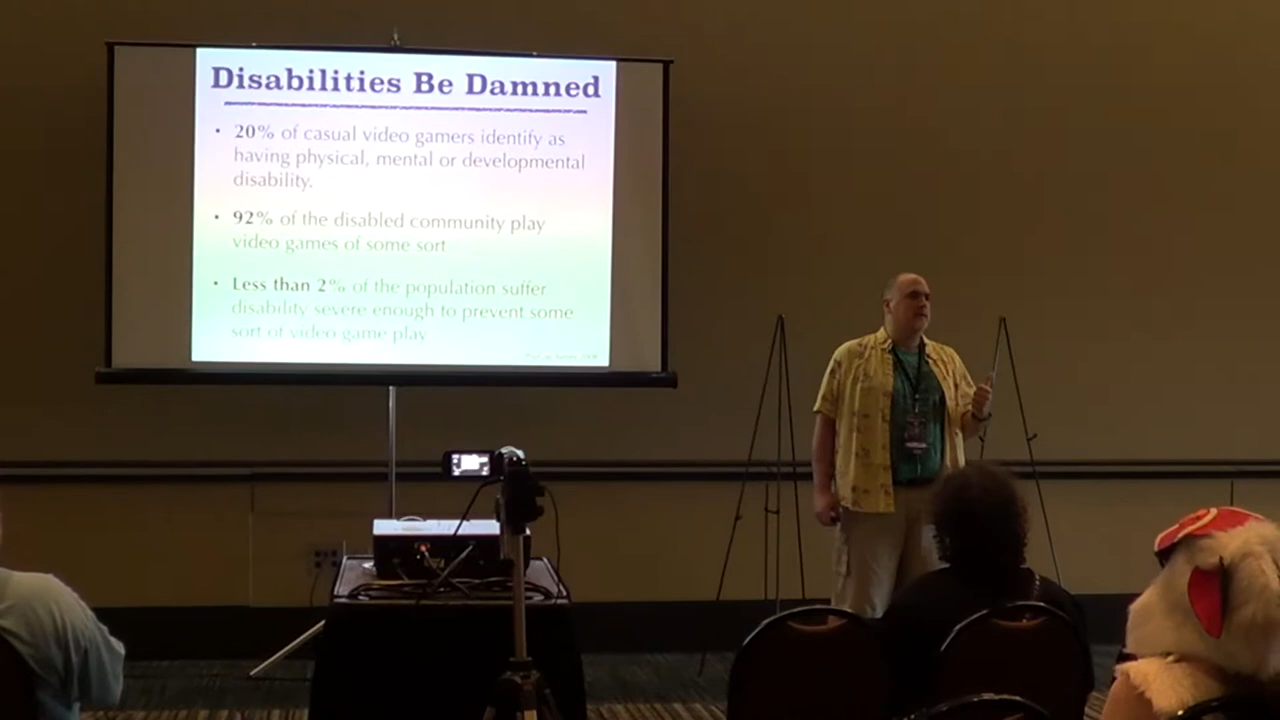 Disabilities Be Damned
• 20% of casual video gamers identify as
having physical, mental or developmental
disability.
• 92% of the disabled community play
video games of some sort
• Less than 2% of the population suffer
disability severe enough to prevent some
sort of video game play